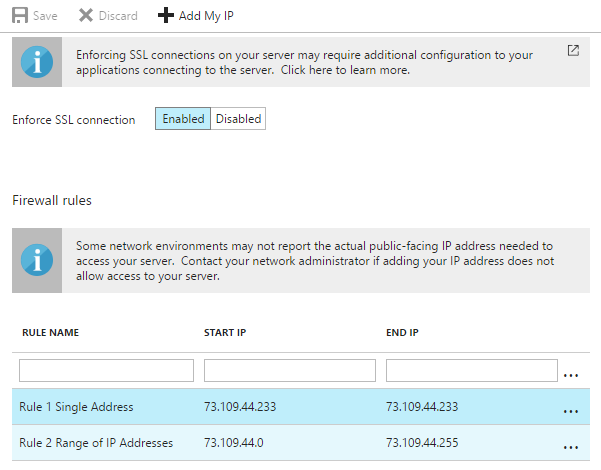 Save Discard Add My IP
Enforcing SSL connections on your server may require additional configuration to your
applications connecting to the server. Click here to learn more.
Enforce SSL connection Enabled Disabled
Firewall rules
Some network environments may not report the actual public-facing IP address needed to
access your server. Contact your network administrator if adding your IP address does not
allow access to your server.
RULE NAME START IP END IP
...
Rule 1 Single Address 73.109.44.233 73.109.44.233 ...
Rule 2 Range of IP Addresses 73.109.44.0 73.109.44.255 ...